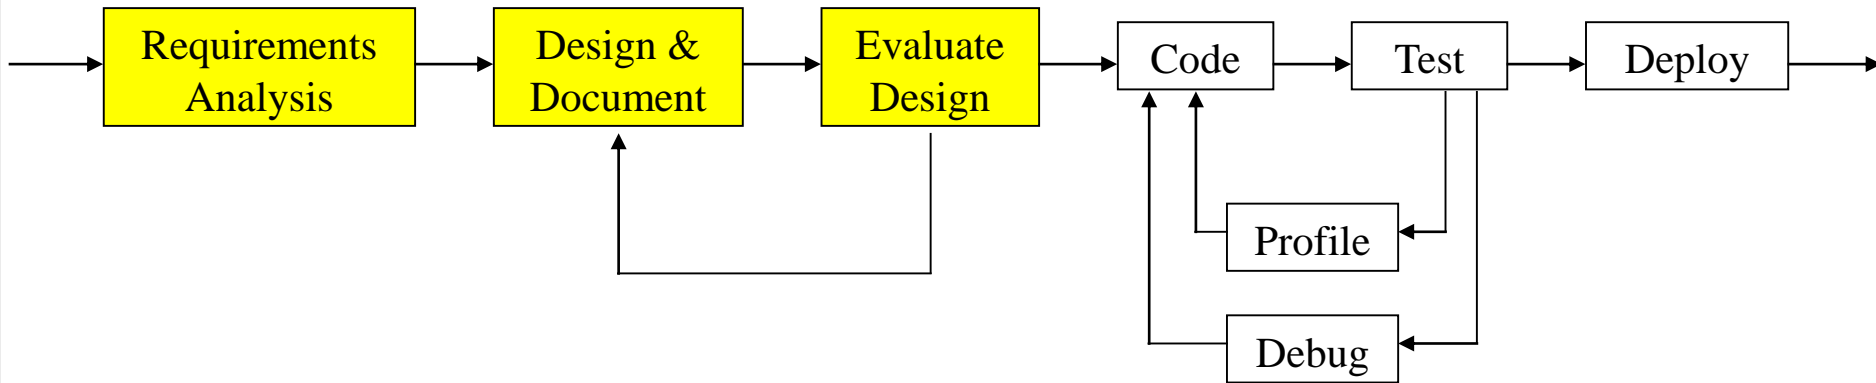 Requirements
Analysis
Design &
Document
Evaluate
Design
Code
Test
Deploy
Profile
Debug